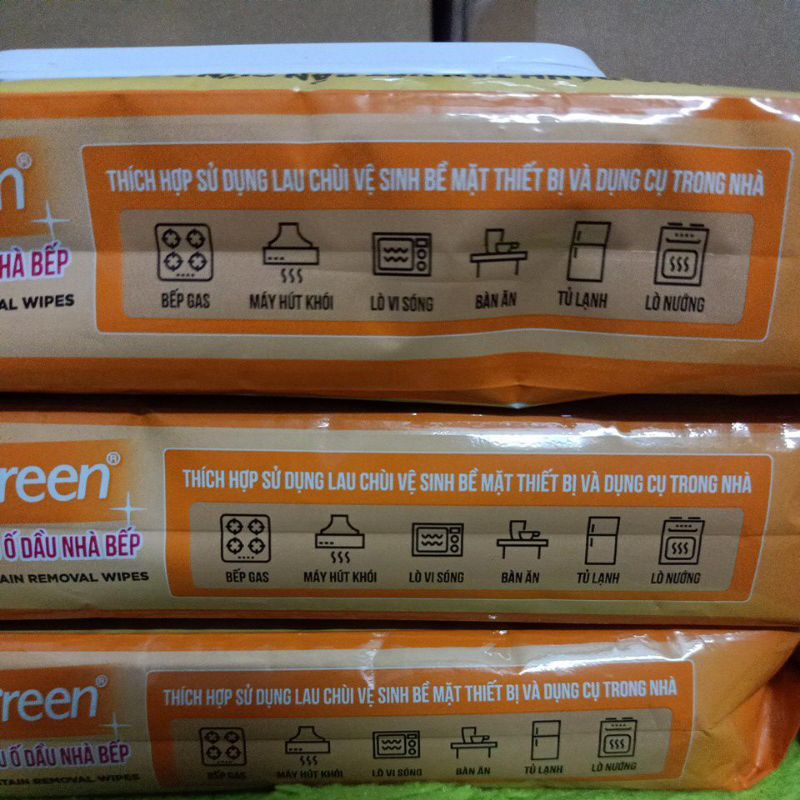 n®
THÍCH HỢP SỬ DỤNG LAU CHÙI VỆ SINH BỀ MẶT THIẾT BỊ VÀ DỤNG CỤ TRONG NHÀ
NHÀ BẾP
AL WIPES
BẾP GAS MÁY HÚT KHÓI LÒ VI SÓNG BÀN ĂN TỦ LẠNH LÒ NƯỚNG
reen®
THÍCH HỢP SỬ DỤNG LAU CHÙI VỆ SINH BỀ MẶT THIẾT BỊ VÀ DỤNG CỤ TRONG NHÀ
Ố DẦU NHÀ BẾP
TAIN REMOVAL WIPES
BẾP GAS MÁY HÚT KHÓI LÒ VI SÓNG BÀN ĂN TỦ LẠNH LÒ NƯỚNG
reen®
THÍCH HỢP SỬ DỤNG LAU CHÙI VỆ SINH BỀ MẶT THIẾT BỊ VÀ DỤNG CỤ TRONG NHÀ
Ố DẦU NHÀ BẾP
TAIN REMOVAL WIPES
BẾP GAS MÁY HÚT KHÓI LÒ VI SÓNG BÀN ĂN TỦ LẠNH LÒ NƯỚNG